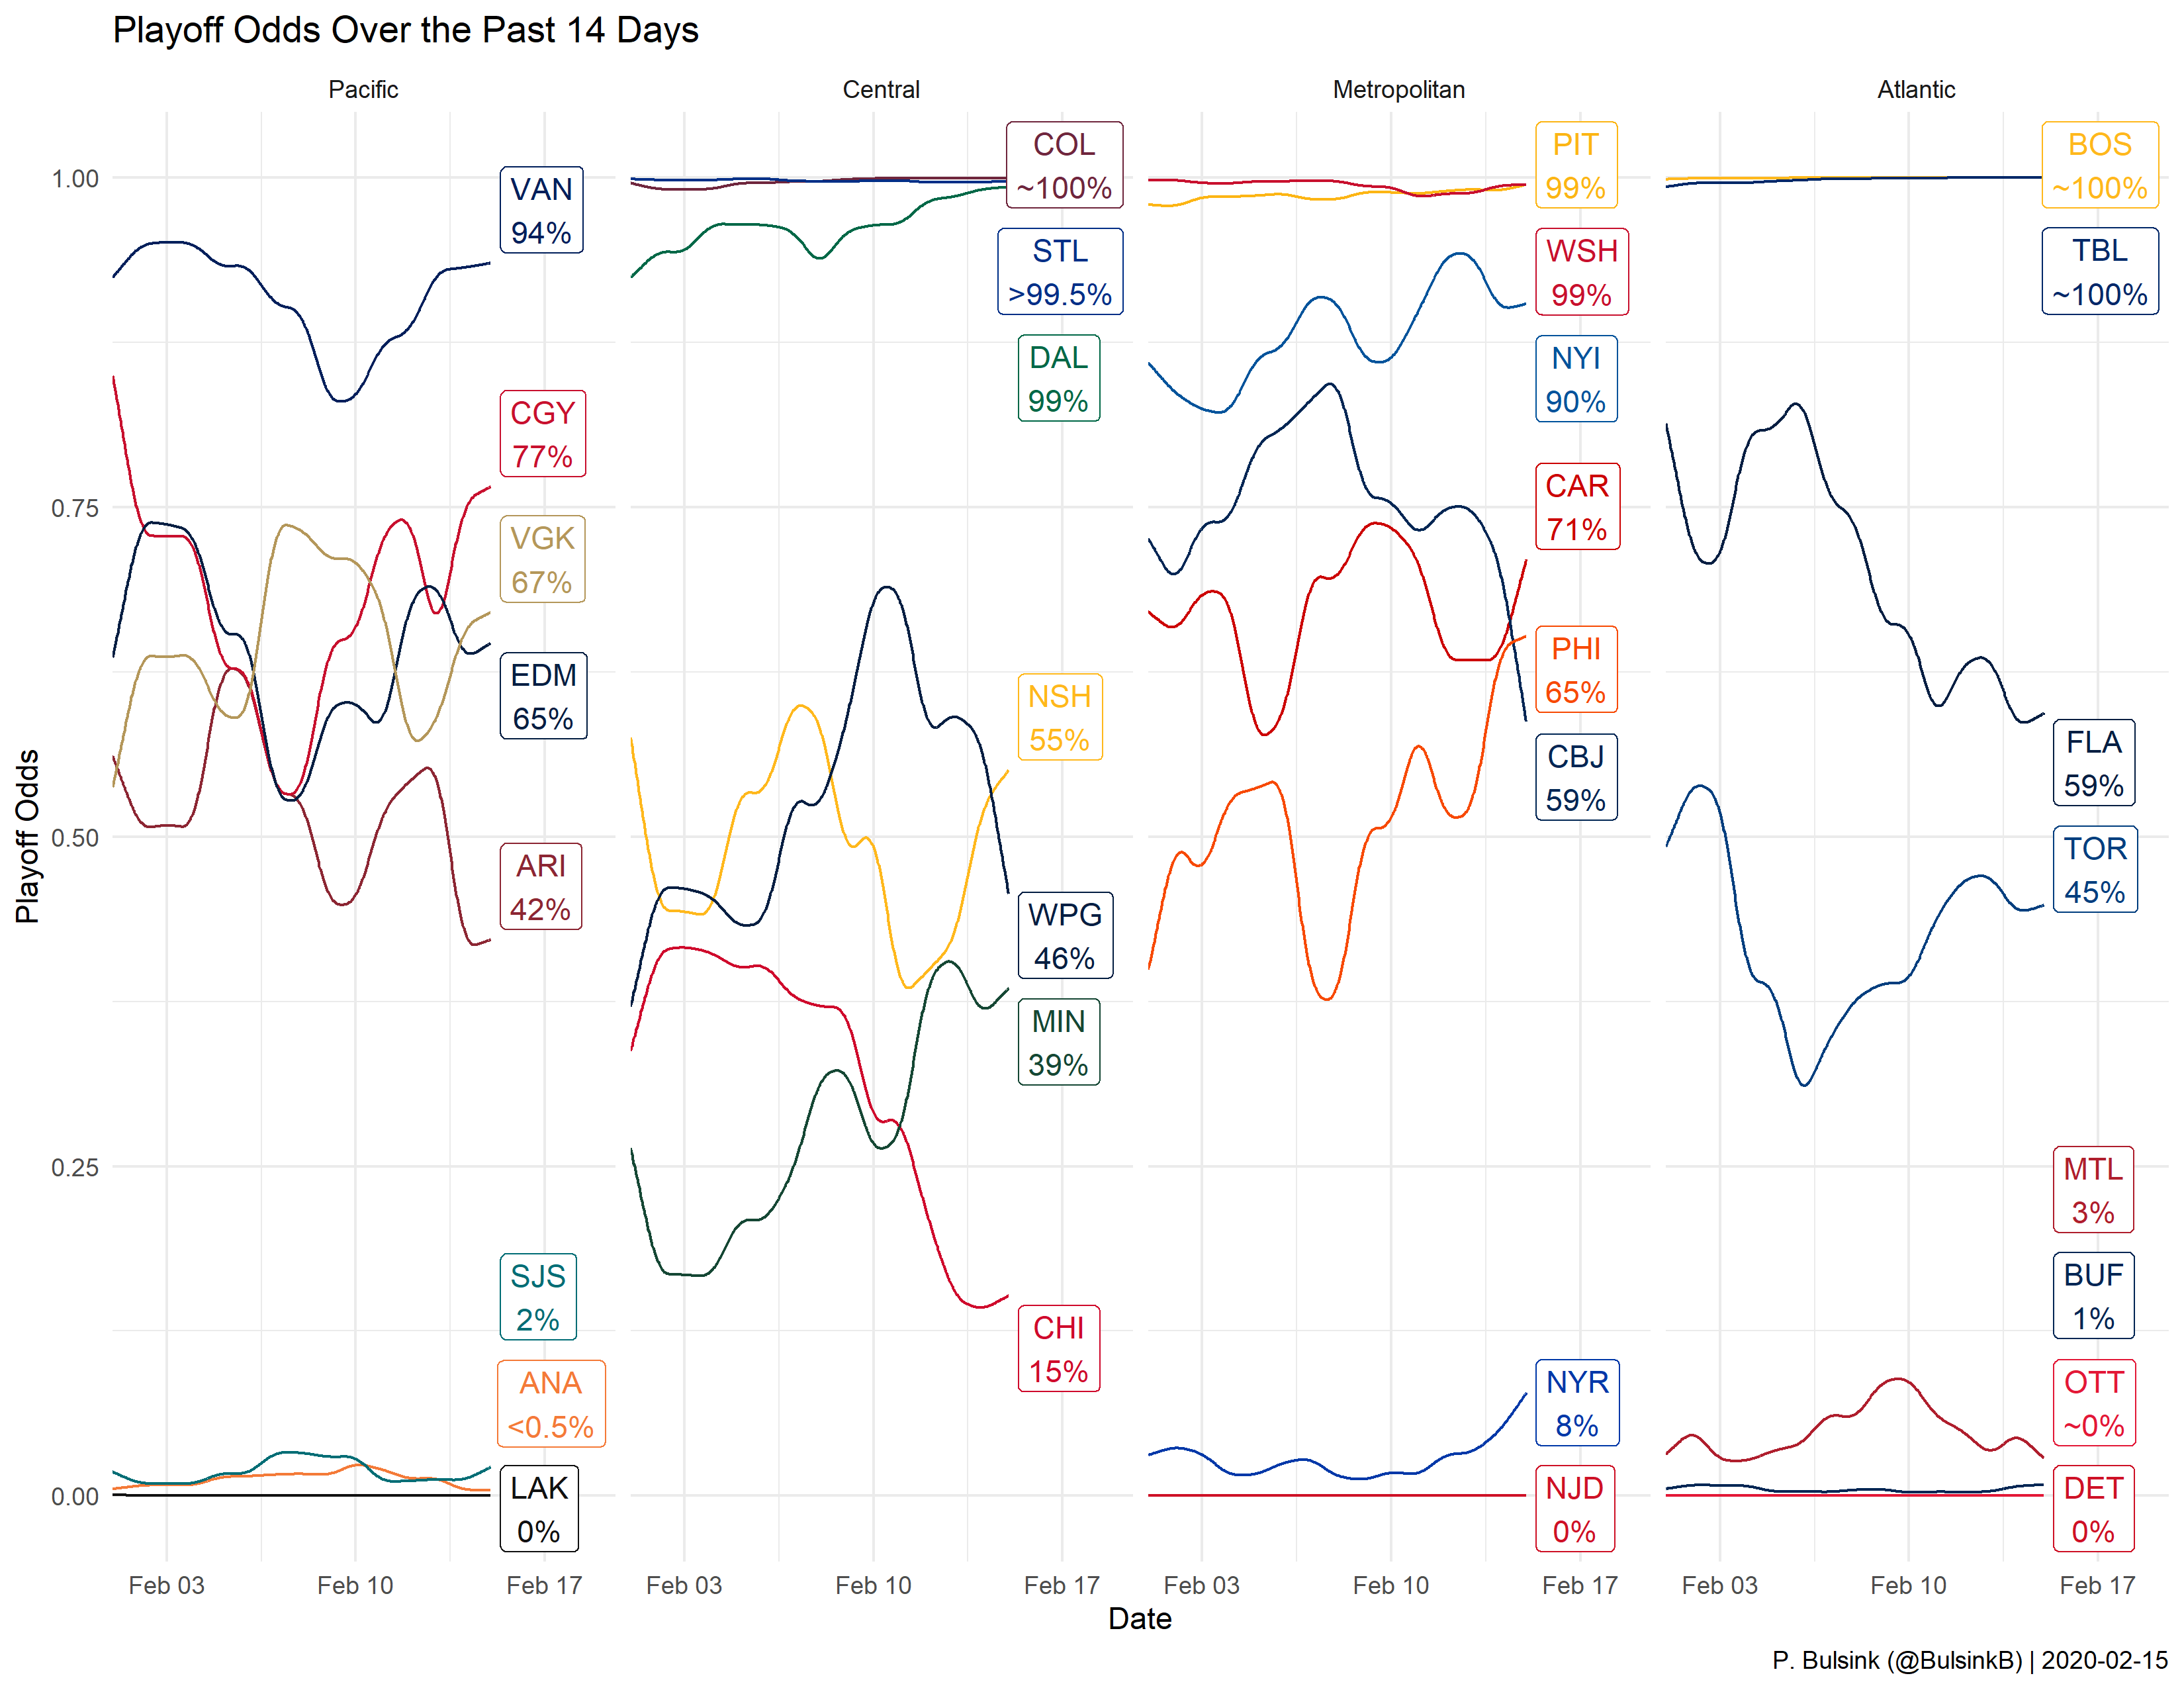 Playoff Odds Over the Past 14 Days
Pacific
Central
Metropolitan
Atlantic
Playoff Odds
1.00
0.75
0.50
0.25
0.00
VAN
94%
CGY
77%
VGK
67%
EDM
65%
ARI
42%
SJS
2%
ANA
<0.5%
LAK
0%
COL
~100%
STL
>99.5%
DAL
99%
NSH
55%
WPG
46%
MIN
39%
CHI
15%
PIT
99%
WSH
99%
NYI
90%
CAR
71%
PHI
65%
CBJ
59%
NYR
8%
NJD
0%
BOS
~100%
TBL
~100%
FLA
59%
TOR
45%
MTL
3%
BUF
1%
OTT
~0%
DET
0%
Feb 03
Feb 10
Feb 17
Feb 03
Feb 10
Feb 17
Feb 03
Feb 10
Feb 17
Feb 03
Feb 10
Feb 17
Date
P. Bulsink (@BulsinkB) | 2020-02-15